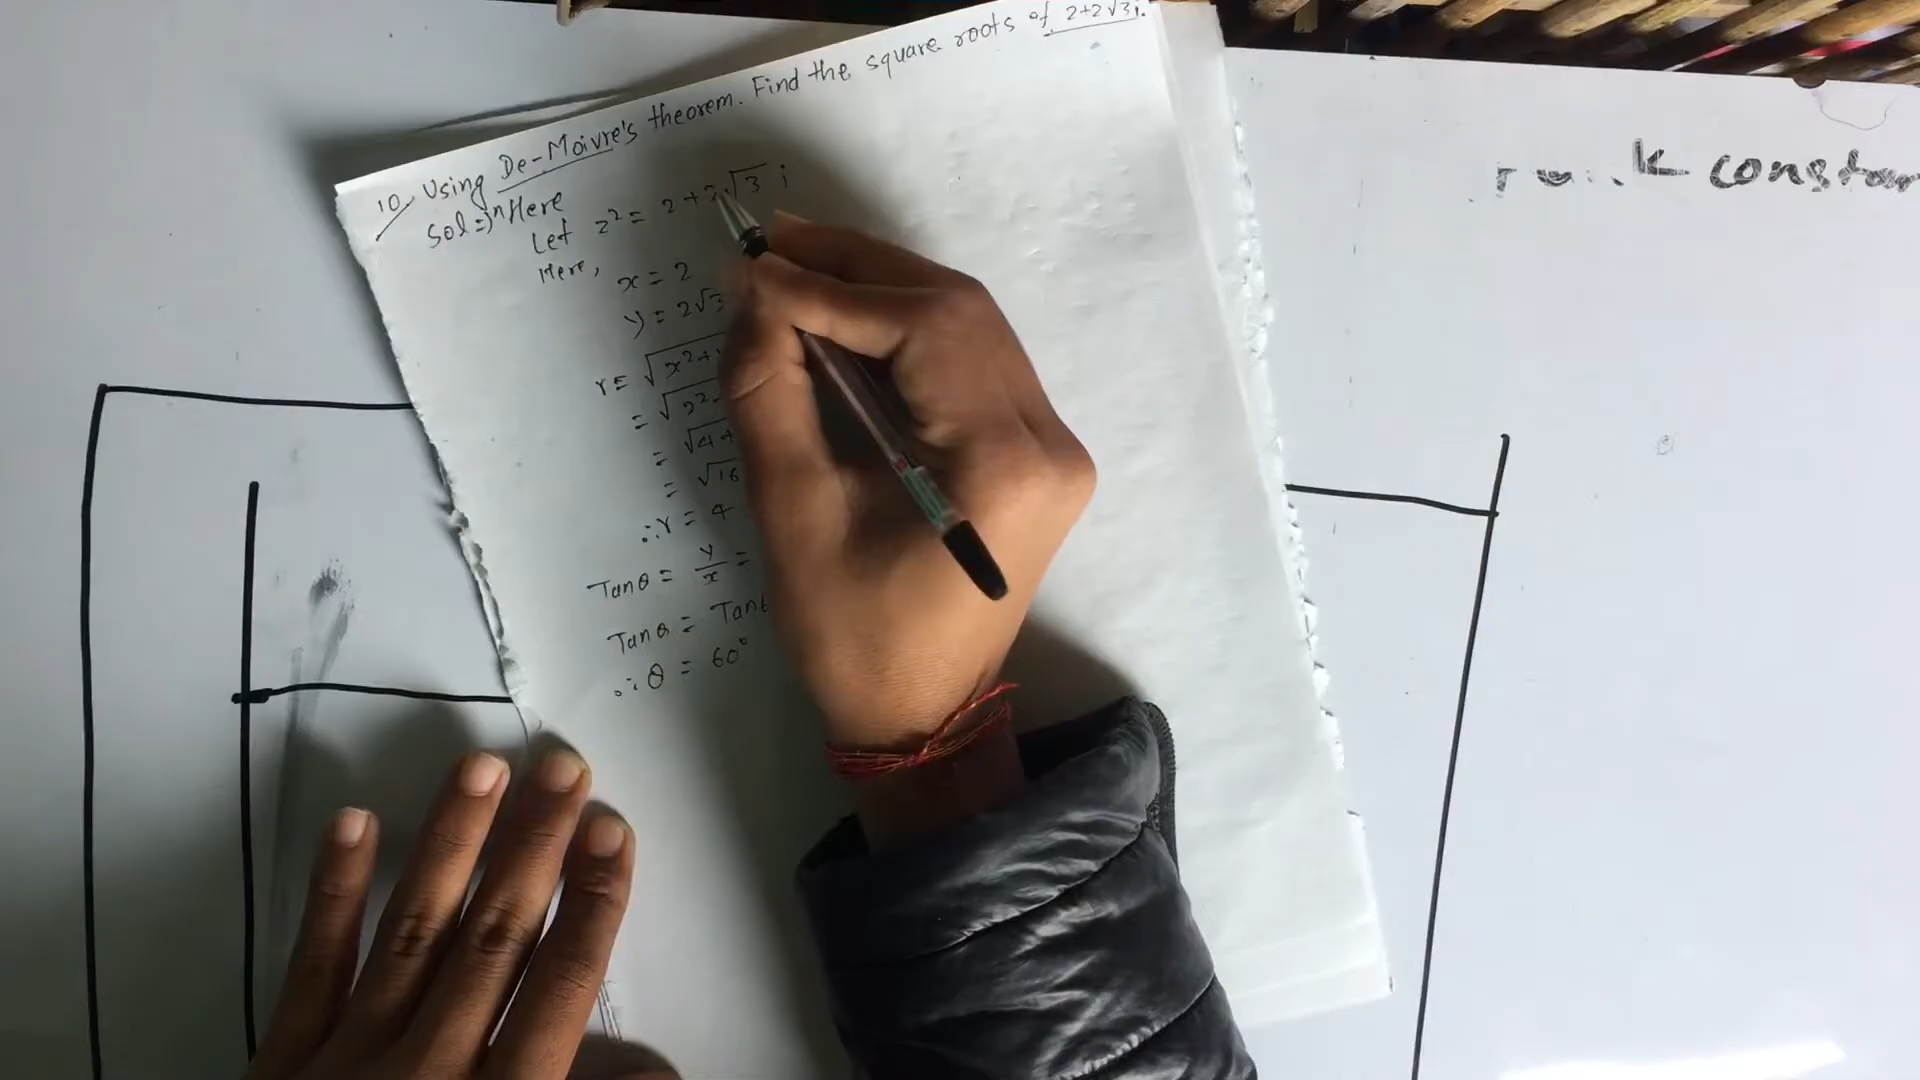 10. Using De-Moivre's theorem. Find the square roots of 2+2√3i.
Sol⇒ⁿ Here
Let z² = 2+2√3 i
Here,
x = 2
y = 2√3
r = √x²+
= √2²
= √4+
= √16
∴ r = 4
Tanθ = y/x =
Tanθ = Tan6
∴ θ = 60°
constan